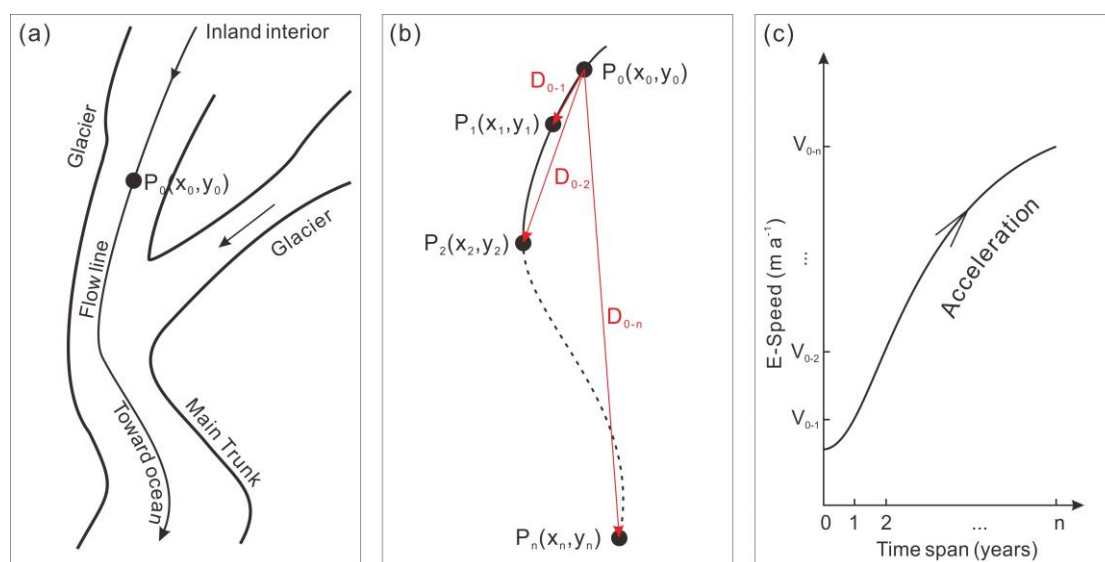 (a)
Inland interior
Glacier
P₀(x₀,y₀)
Glacier
Flow line
Toward ocean
Main Trunk
(b)
P₀(x₀,y₀)
D₀₋₁
P₁(x₁,y₁)
D₀₋₂
P₂(x₂,y₂)
D₀₋ₙ
Pₙ(xₙ,yₙ)
(c)
V₀₋ₙ
E-Speed (m a⁻¹)
...
Acceleration
V₀₋₂
V₀₋₁
0 1 2 ... n
Time span (years)